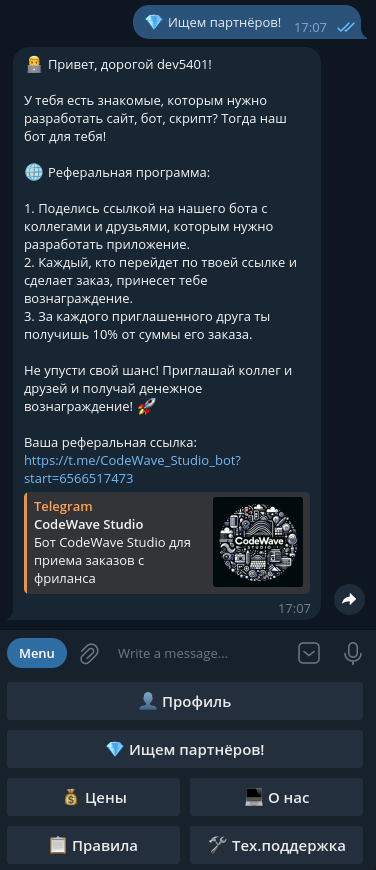 💎 Ищем партнёров! 17:07
👨‍💻 Привет, дорогой dev5401!
У тебя есть знакомые, которым нужно
разработать сайт, бот, скрипт? Тогда наш
бот для тебя!
🌐 Реферальная программа:
1. Поделись ссылкой на нашего бота с
коллегами и друзьями, которым нужно
разработать приложение.
2. Каждый, кто перейдет по твоей ссылке и
сделает заказ, принесет тебе
вознаграждение.
3. За каждого приглашенного друга ты
получишь 10% от суммы его заказа.
Не упусти свой шанс! Приглашай коллег и
друзей и получай денежное
вознаграждение! 🚀
Ваша реферальная ссылка:
https://t.me/CodeWave_Studio_bot?
start=6566517473
Telegram
CodeWave Studio
Бот CodeWave Studio для
приема заказов с
фриланса
CodeWave
STUDIO
17:07
Menu
Write a message...
👤 Профиль
💎 Ищем партнёров!
💰 Цены
💻 О нас
📋 Правила
🛠 Тех.поддержка